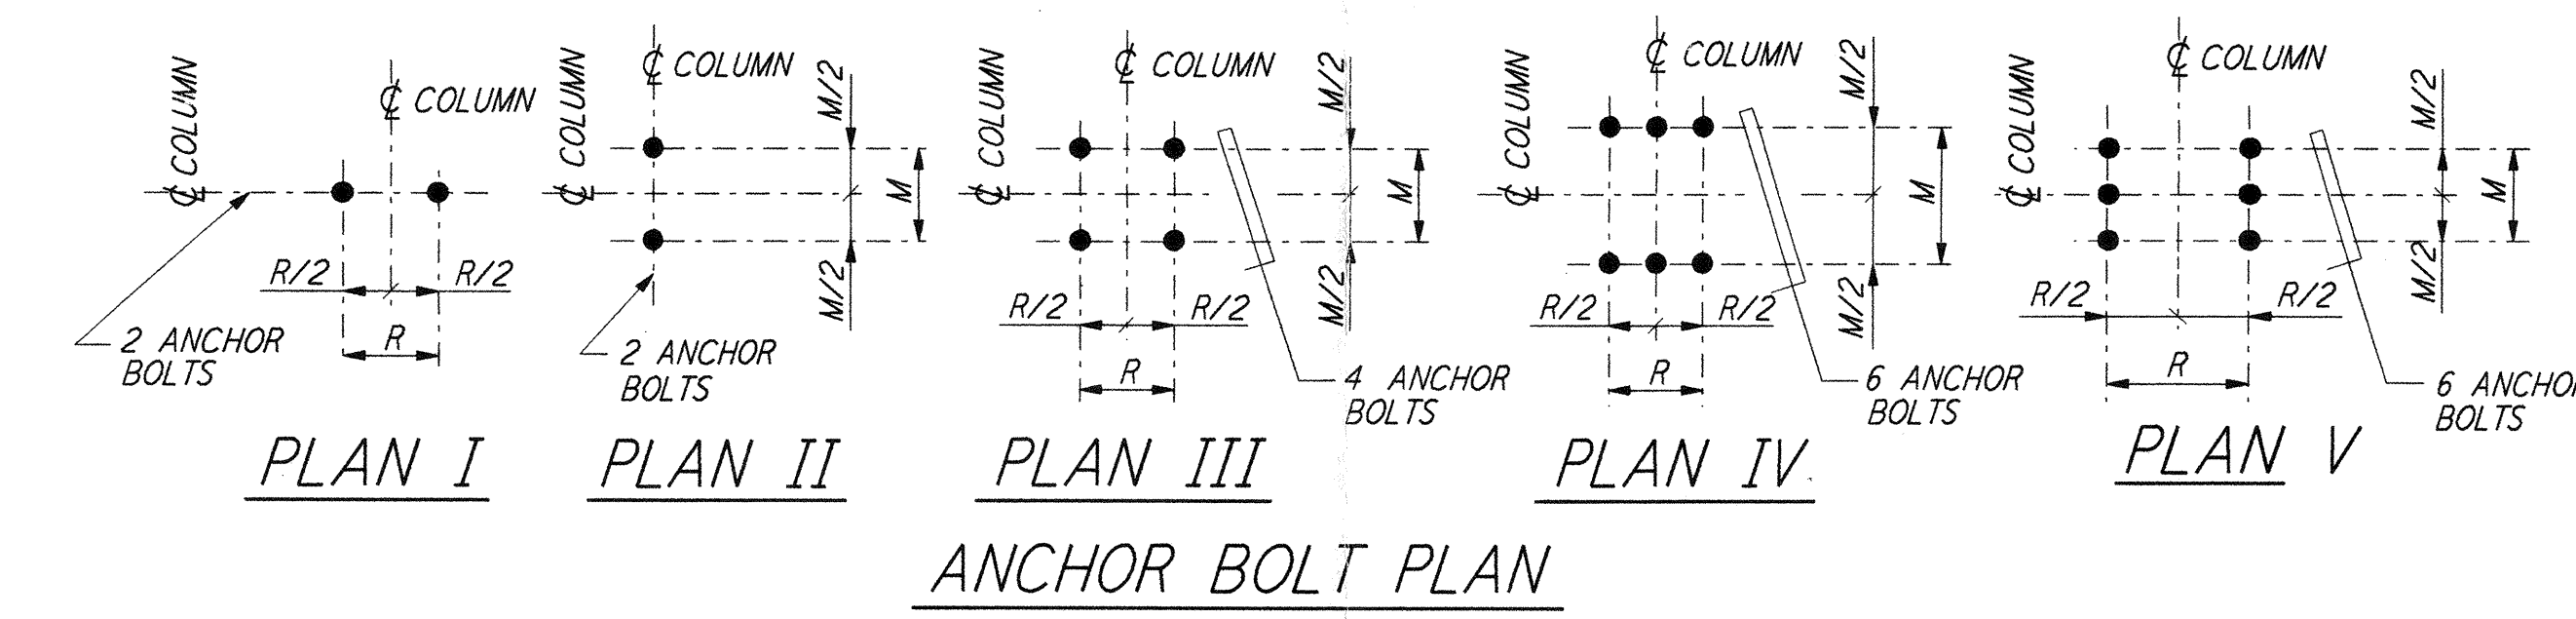 ℄ COLUMN
℄ COLUMN
R/2
R/2
R
2 ANCHOR
BOLTS
PLAN I
℄ COLUMN
℄ COLUMN
M/2
M
M/2
2 ANCHOR
BOLTS
PLAN II
℄ COLUMN
℄ COLUMN
M/2
M
M/2
R/2
R/2
R
4 ANCHOR
BOLTS
PLAN III
℄ COLUMN
℄ COLUMN
M/2
M
M/2
R/2
R/2
R
6 ANCHOR
BOLTS
PLAN IV
℄ COLUMN
℄ COLUMN
M/2
M
M/2
R/2
R/2
R
6 ANCHO
BOLTS
PLAN V
ANCHOR BOLT PLAN